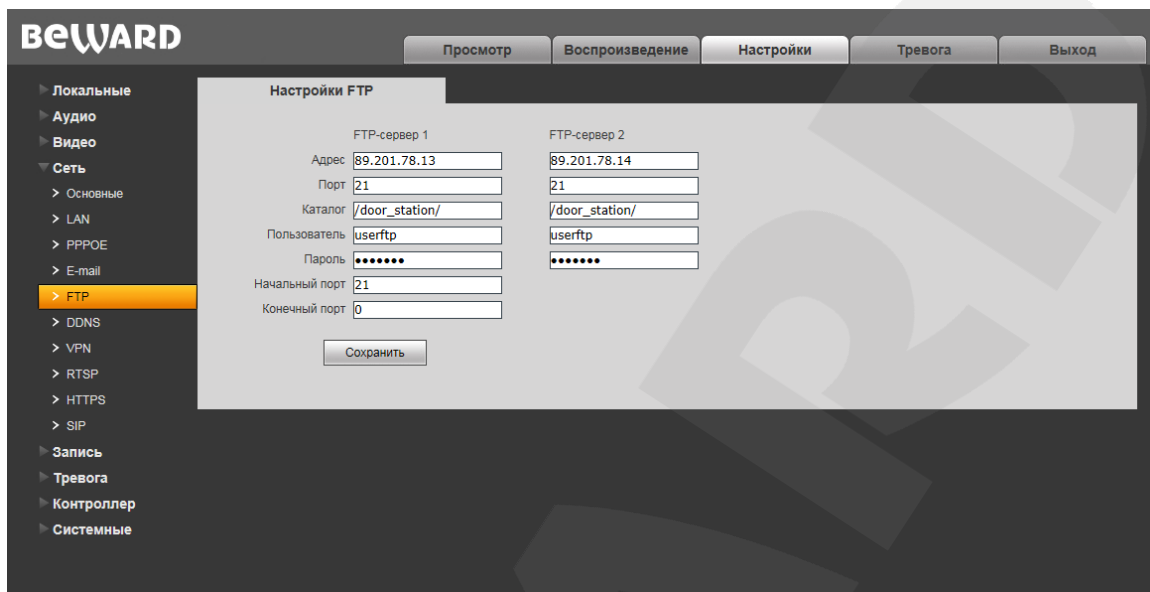 BEWARD
Просмотр Воспроизведение Настройки Тревога Выход
Локальные
Аудио
Видео
Сеть
> Основные
> LAN
> PPPOE
> E-mail
> FTP
> DDNS
> VPN
> RTSP
> HTTPS
> SIP
Запись
Тревога
Контроллер
Системные
Настройки FTP
FTP-сервер 1 FTP-сервер 2
Адрес 89.201.78.13 89.201.78.14
Порт 21 21
Каталог /door_station/ /door_station/
Пользователь userftp userftp
Пароль ●●●●●●● ●●●●●●●
Начальный порт 21
Конечный порт 0
Сохранить